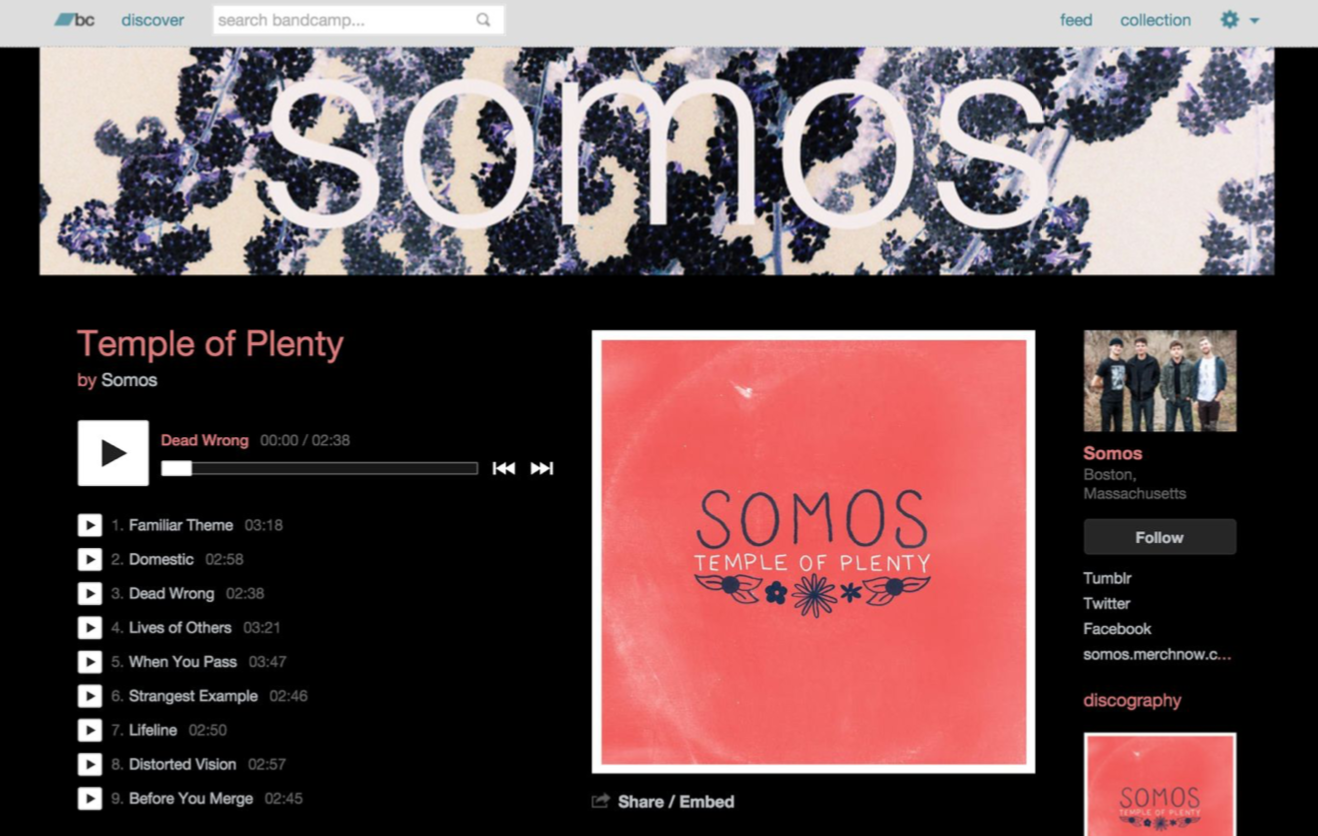 bc discover search bandcamp... feed collection
somos
Temple of Plenty
by Somos
Dead Wrong 00:00 / 02:38
1. Familiar Theme 03:18
2. Domestic 02:58
3. Dead Wrong 02:38
4. Lives of Others 03:21
5. When You Pass 03:47
6. Strangest Example 02:46
7. Lifeline 02:50
8. Distorted Vision 02:57
9. Before You Merge 02:45
SOMOS
TEMPLE OF PLENTY
Share / Embed
Somos
Boston,
Massachusetts
Follow
Tumblr
Twitter
Facebook
somos.merchnow.c...
discography
SOMOS
TEMPLE OF PLENTY